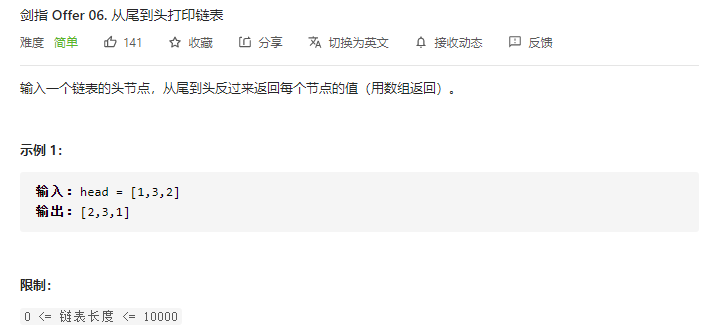 剑指 Offer 06. 从尾到头打印链表
难度 简单 141 收藏 分享 切换为英文 接收动态 反馈
输入一个链表的头节点，从尾到头反过来返回每个节点的值（用数组返回）。
示例 1：
输入：head = [1,3,2]
输出：[2,3,1]
限制：
0 <= 链表长度 <= 10000